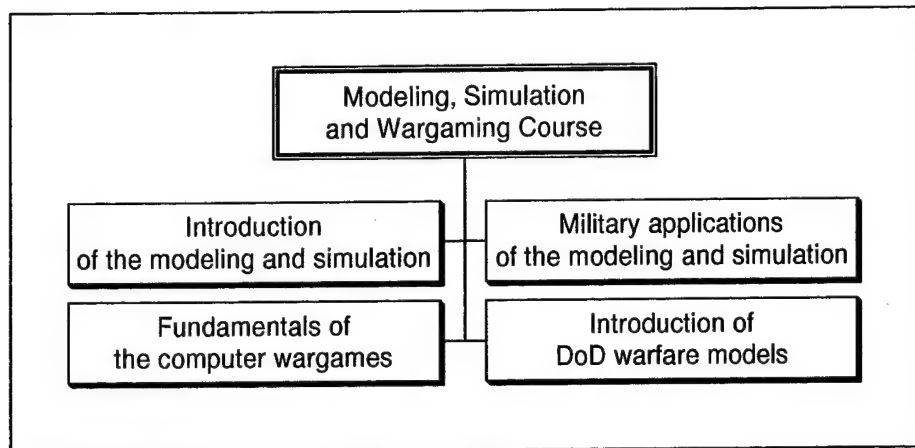 Modeling, Simulation
and Wargaming Course
Introduction
of the modeling and simulation
Military applications
of the modeling and simulation
Fundamentals of
the computer wargames
Introduction of
DoD warfare models